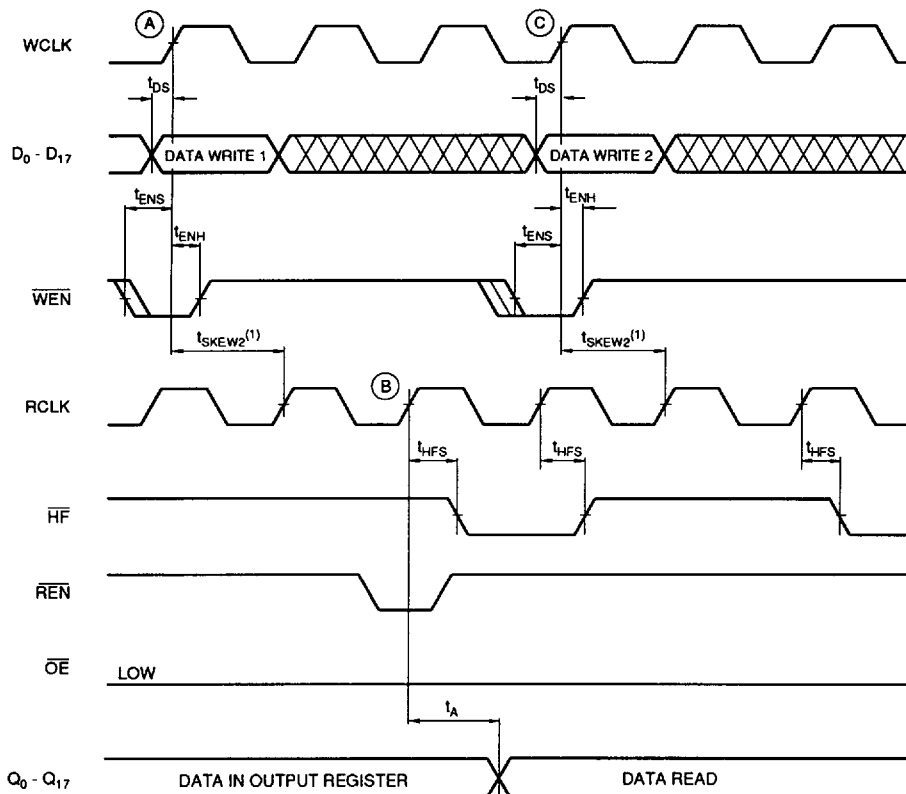 A C
WCLK
tDS tDS
D0 - D17 DATA WRITE 1 DATA WRITE 2
tENS tENH
tENH tENS
WEN
tSKEW2(1) tSKEW2(1)
B
RCLK
tHFS tHFS tHFS
HF
REN
OE LOW
tA
Q0 - Q17 DATA IN OUTPUT REGISTER DATA READ